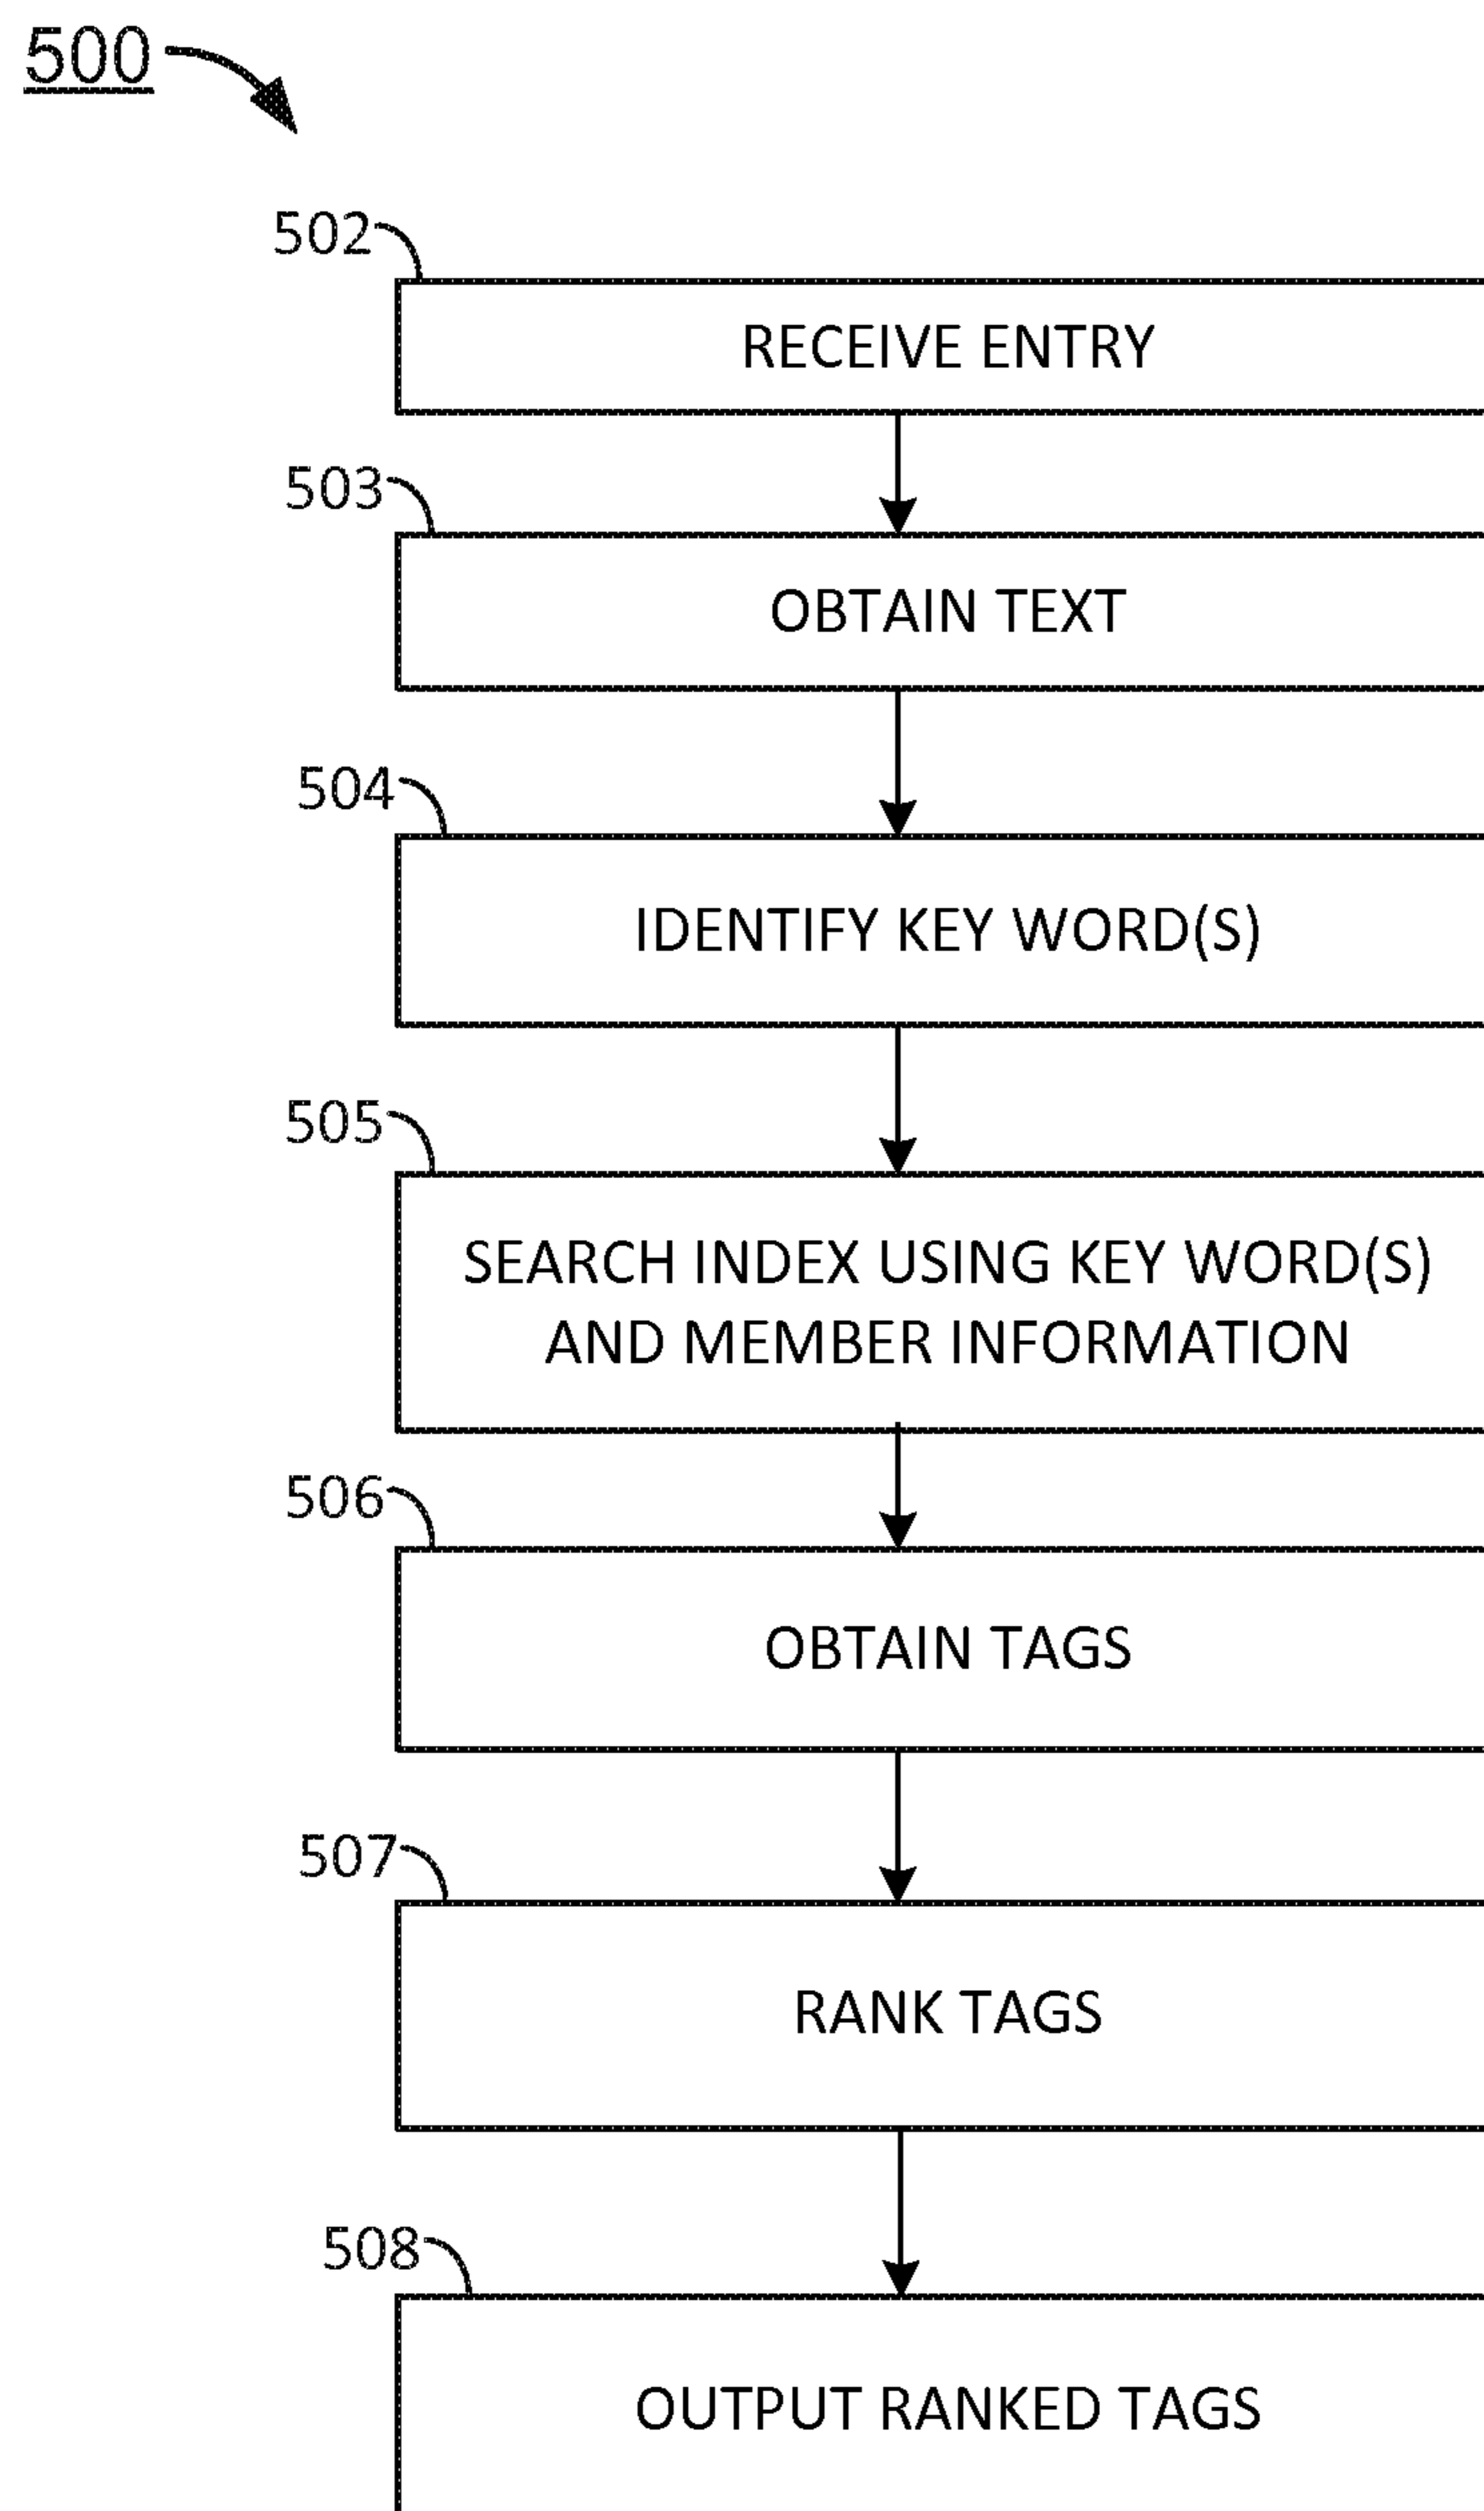 500
502
RECEIVE ENTRY
503
OBTAIN TEXT
504
IDENTIFY KEY WORD(S)
505
SEARCH INDEX USING KEY WORD(S)
AND MEMBER INFORMATION
506
OBTAIN TAGS
507
RANK TAGS
508
OUTPUT RANKED TAGS